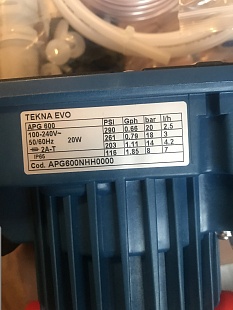 TEKNA EVO
APG 600 PSI Gph bar l/h
100-240V~ 290 0.66 20 2.5
50/60Hz 20W 261 0.79 18 3
2A-T 203 1.11 14 4.2
IP65 116 1.85 8 7
Cod. APG600NHH0000